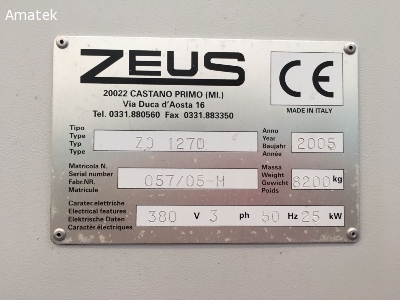 Amatek
ZEUS
20022 CASTANO PRIMO (MI.)
Via Duca d'Aosta 16
Tel. 0331.880560 Fax 0331.883350
CE
MADE IN ITALY
Tipo
Type
Typ
Type
ZO 1270
Anno
Year
Baujahr
Année
2005
Matricola N.
Serial number
Fabr.NR.
Matricule
057/05-M
Massa
Weight
Gewicht
Poids
8200 kg
Carater.elettriche
Electrical features
Elektrische Daten
Caractér électriques
380 V 3 ph 50 Hz 25 kW